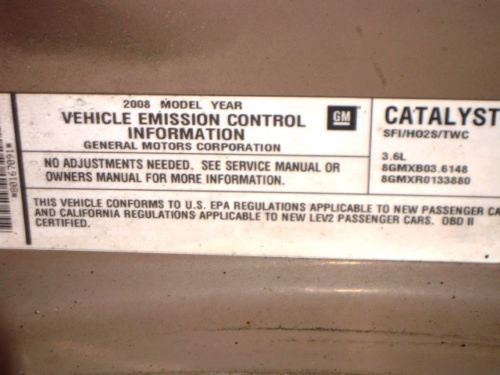 2008 MODEL YEAR
VEHICLE EMISSION CONTROL
INFORMATION
GENERAL MOTORS CORPORATION
GM
CATALYST
SFI/HO2S/TWC
NO ADJUSTMENTS NEEDED. SEE SERVICE MANUAL OR
OWNERS MANUAL FOR MORE INFORMATION.
3.6L
8GMXB03.6148
8GMXR0133880
THIS VEHICLE CONFORMS TO U.S. EPA REGULATIONS APPLICABLE TO NEW PASSENGER CA
AND CALIFORNIA REGULATIONS APPLICABLE TO NEW LEV2 PASSENGER CARS. OBD II
CERTIFIED.